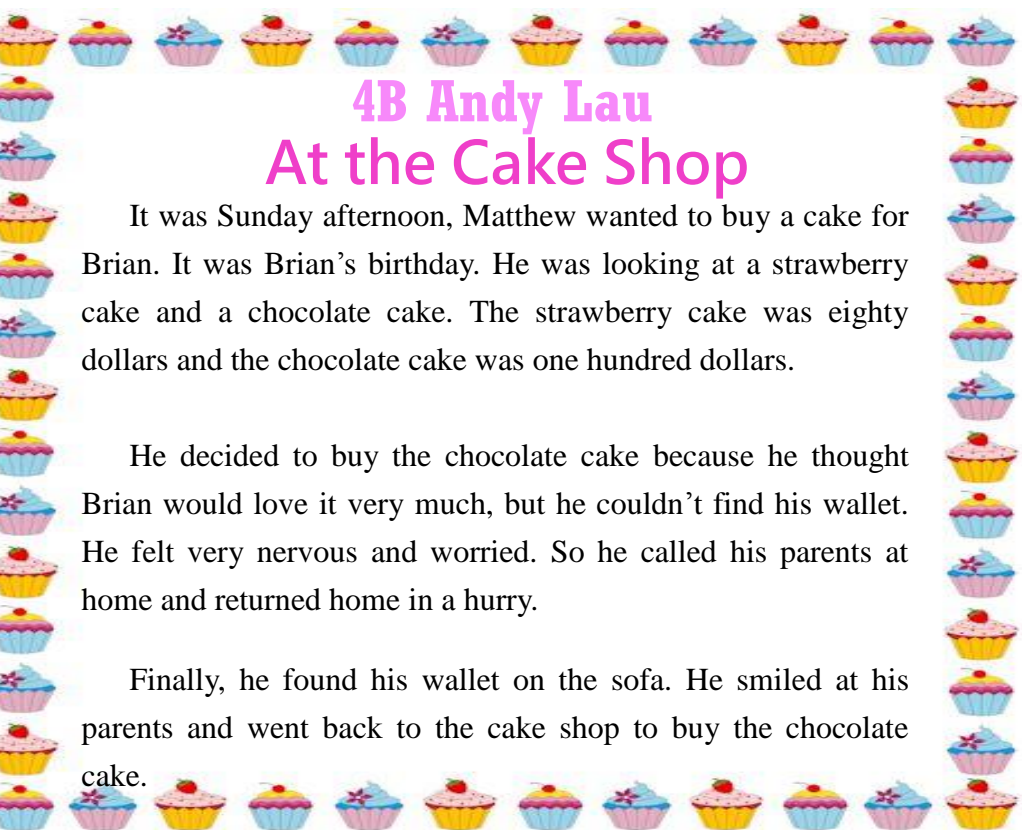 4B Andy Lau
At the Cake Shop
It was Sunday afternoon, Matthew wanted to buy a cake for
Brian. It was Brian’s birthday. He was looking at a strawberry
cake and a chocolate cake. The strawberry cake was eighty
dollars and the chocolate cake was one hundred dollars.
He decided to buy the chocolate cake because he thought
Brian would love it very much, but he couldn’t find his wallet.
He felt very nervous and worried. So he called his parents at
home and returned home in a hurry.
Finally, he found his wallet on the sofa. He smiled at his
parents and went back to the cake shop to buy the chocolate
cake.